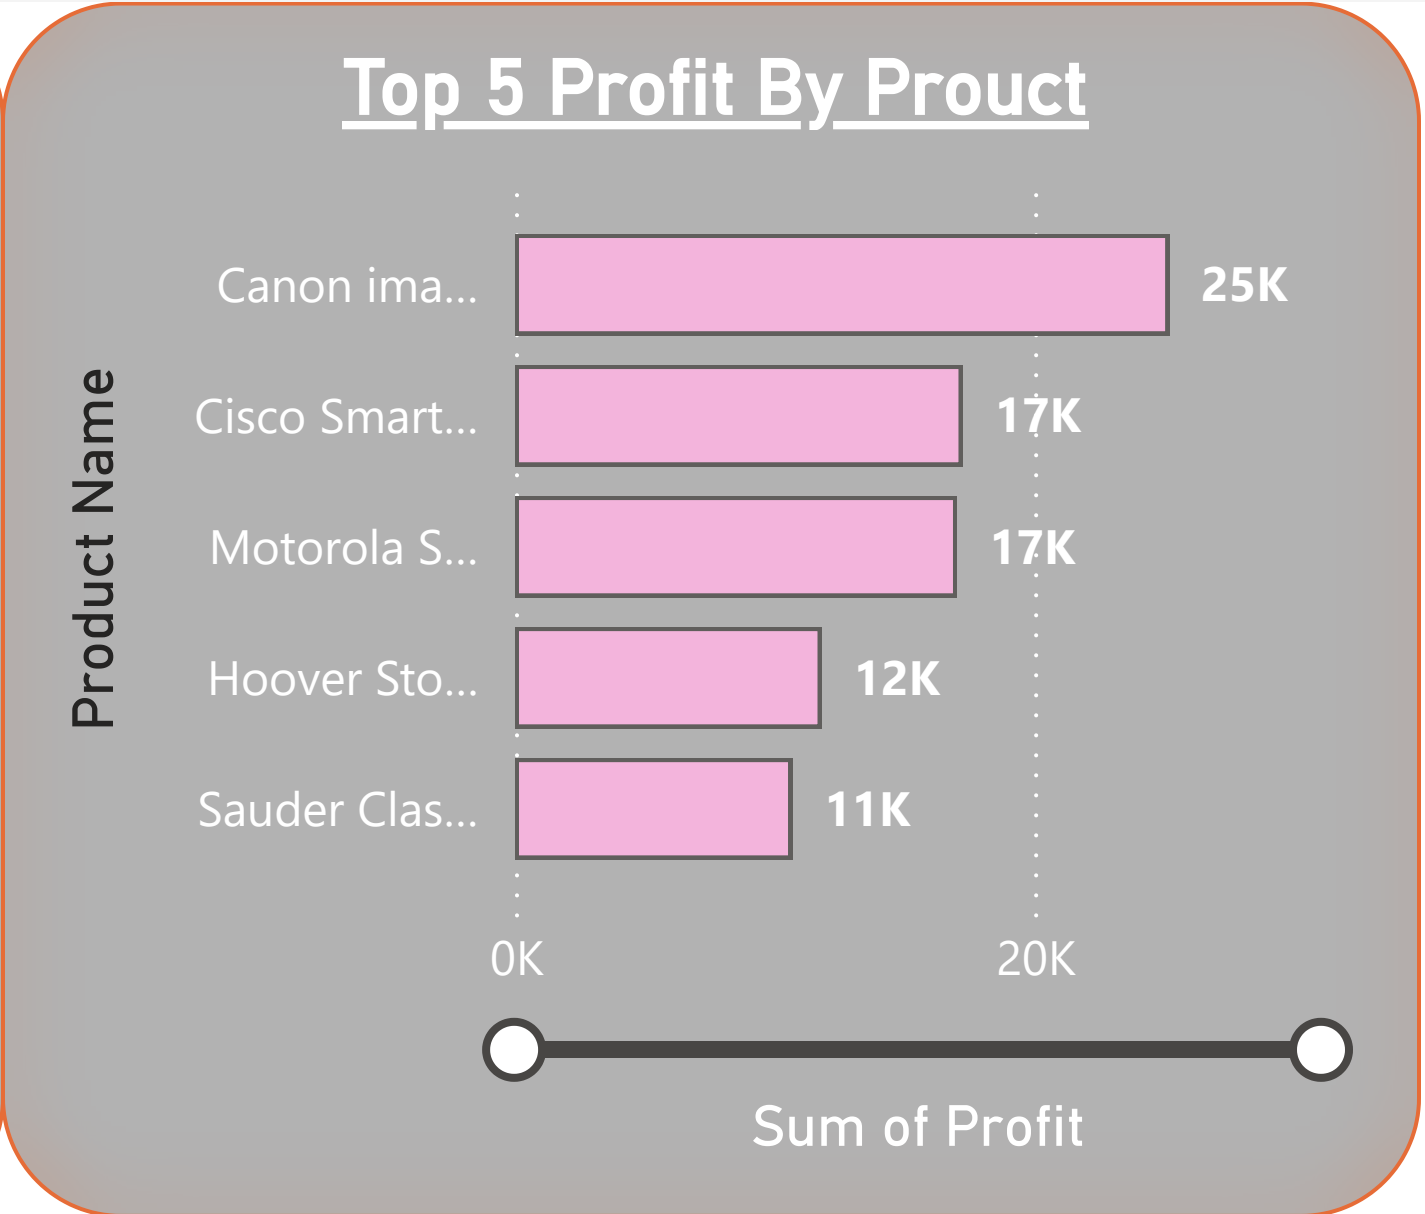 Top 5 Profit By Prouct
Product Name
Canon ima...
25K
Cisco Smart...
17K
Motorola S...
17K
Hoover Sto...
12K
Sauder Clas...
11K
0K
20K
Sum of Profit